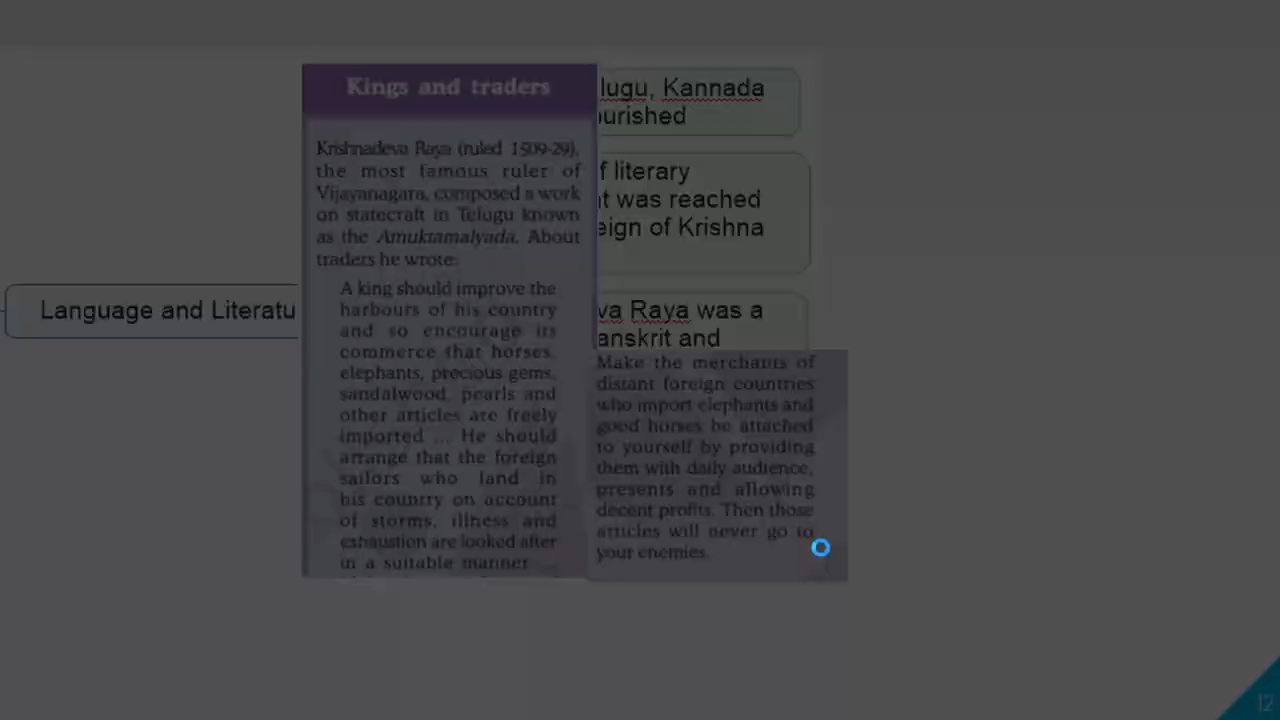 Kings and traders
Krishnadeva Raya (ruled 1509-29),
the most famous ruler of
Vijayanagara, composed a work
on statecraft in Telugu known
as the Amuktamalyada. About
traders he wrote:
A king should improve the
harbours of his country
and so encourage its
commerce that horses,
elephants, precious gems,
sandalwood, pearls and
other articles are freely
imported ... He should
arrange that the foreign
sailors who land in
his country on account
of storms, illness and
exhaustion are looked after
in a suitable manner
Make the merchants of
distant foreign countries
who import elephants and
good horses be attached
to yourself by providing
them with daily audience,
presents and allowing
decent profits. Then those
articles will never go to
your enemies.
Language and Literatu
lugu, Kannada
ourished
f literary
t was reached
eign of Krishna
va Raya was a
anskrit and
12